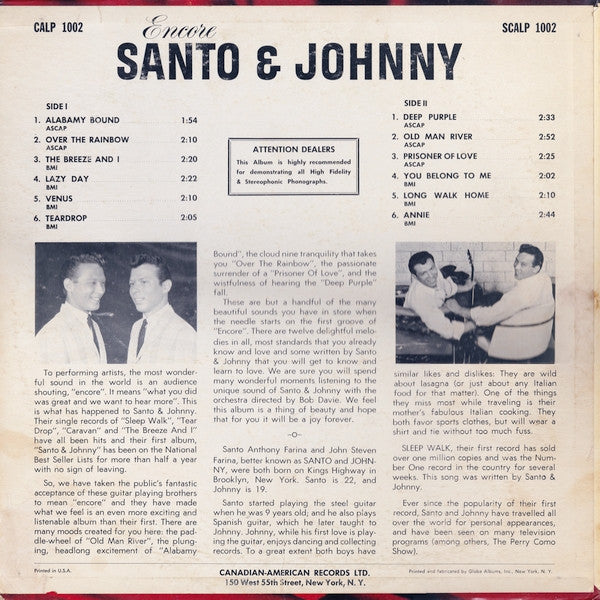 CALP 1002
Encore
SCALP 1002
SANTO & JOHNNY
SIDE I
1. ALABAMY BOUND 1:54
ASCAP
2. OVER THE RAINBOW 2:10
ASCAP
3. THE BREEZE AND I 2:20
BMI
4. LAZY DAY 2:22
BMI
5. VENUS 2:10
BMI
6. TEARDROP 2:05
BMI
ATTENTION DEALERS
This Album is highly recommended
for demonstrating all High Fidelity
& Stereophonic Phonographs.
SIDE II
1. DEEP PURPLE 2:33
ASCAP
2. OLD MAN RIVER 2:52
ASCAP
3. PRISONER OF LOVE 2:25
ASCAP
4. YOU BELONG TO ME 2:02
BMI
5. LONG WALK HOME 2:10
BMI
6. ANNIE 2:44
BMI
To performing artists, the most wonder-
ful sound in the world is an audience
shouting, "encore". It means "what you did
was great and we want to hear more". This
is what has happened to Santo & Johnny.
Their single records of "Sleep Walk", "Tear
Drop", "Caravan" and "The Breeze And I"
have all been hits and their first album,
"Santo & Johnny" has been on the National
Best Seller Lists for more than half a year
with no sign of leaving.
So, we have taken the public's fantastic
acceptance of these guitar playing brothers
to mean "encore" and they have made
what we feel is an even more exciting and
listenable album than their first. There are
many moods created for you here: the pad-
dle-wheel of "Old Man River", the plung-
ing, headlong excitement of "Alabamy
Bound", the cloud nine tranquility that takes
you "Over The Rainbow", the passionate
surrender of a "Prisoner Of Love", and the
wistfulness of hearing the "Deep Purple"
fall.
These are but a handful of the many
beautiful sounds you have in store when
the needle starts on the first groove of
"Encore". There are twelve delightful melo-
dies in all, most standards that you already
know and love and some written by Santo
& Johnny that you will get to know and
learn to love. We are sure you will spend
many wonderful moments listening to the
unique sound of Santo & Johnny with the
orchestra directed by Bob Davie. We feel
this album is a thing of beauty and hope
that for you it will be a joy forever.
—o—
Santo Anthony Farina and John Steven
Farina, better known as SANTO and JOHN-
NY, were both born on Kings Highway in
Brooklyn, New York. Santo is 22, and
Johnny is 19.
Santo started playing the steel guitar
when he was 9 years old; and he also plays
Spanish guitar, which he later taught to
Johnny. Johnny, while his first love is play-
ing the guitar, enjoys dancing and collecting
records. To a great extent both boys have
similar likes and dislikes: They are wild
about lasagna (or just about any Italian
food for that matter). One of the things
they miss most while traveling is their
mother's fabulous Italian cooking. They
both favor sports clothes, but will wear a
shirt and tie without too much fuss.
SLEEP WALK, their first record has sold
over one million copies and was the Num-
ber One record in the country for several
weeks. This song was written by Santo &
Johnny.
Ever since the popularity of their first
record, Santo and Johnny have travelled all
over the world for personal appearances,
and have been seen on many television
programs (among others, The Perry Como
Show).
Printed in U.S.A.
CANADIAN-AMERICAN RECORDS LTD.
150 West 55th Street, New York, N. Y.
Printed and fabricated by Globe Albums, Inc., New York, N. Y.